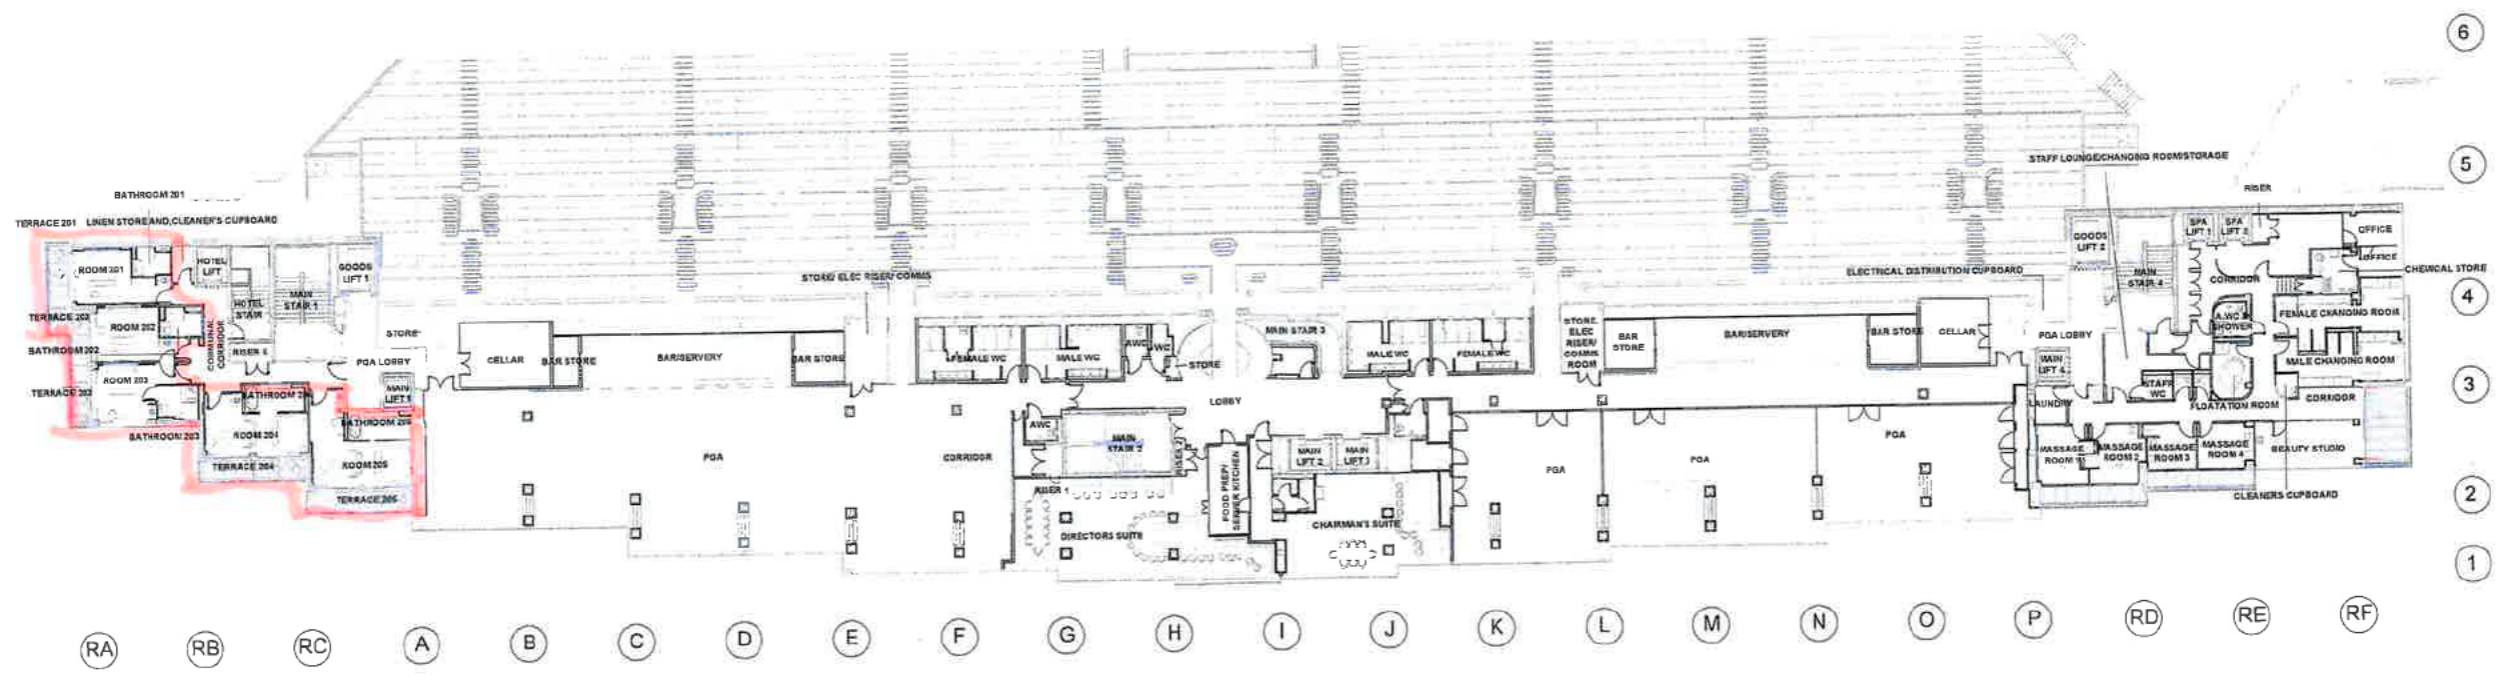 6
5
STAFF LOUNGE/CHANGING ROOM/STORAGE
RISER
BATHROOM 201
TERRACE 201
LINEN STORE AND CLEANER'S CUPBOARD
SPA LIFT 1
SPA
GOODS LIFT 2
OFFICE
OFFICE
HOTEL LIFT
ROOM 201
GOODS LIFT 1
STORE/ ELEC RISER/ COMMS
ELECTRICAL DISTRIBUTION CUPBOARD
MAIN STAIR 4
CORRIDOR
CHEMICAL STORE
4
MAIN STAIR 1
HOTEL STAIR
ROOM 202
COMMUNAL CORRIDOR
STORE
MAIN STAIR 3
STORE, ELEC RISER/ COMMS ROOM
BAR STORE
BAR/SERVERY
BAR STORE
CELLAR
PGA LOBBY
A.WC & SHOWER
FEMALE CHANGING ROOM
BATHROOM 202
RISER 6
PGA LOBBY
CELLAR
BAR STORE
BAR/SERVERY
BAR STORE
FEMALE WC
MALE WC
AWC
WC
STORE
MALE WC
FEMALE WC
MAIN LIFT 4
MALE CHANGING ROOM
ROOM 203
MAIN LIFT 1
STAFF WC
3
LOBBY
LAUNDRY
FLOATATION ROOM
CORRIDOR
BATHROOM 203
ROOM 204
BATHROOM 205
AWC
MAIN STAIR 2
RISER 2
PGA
PGA
CORRIDOR
MAIN LIFT 2
MAIN LIFT 3
PGA
PGA
MASSAGE ROOM 1
MASSAGE ROOM 2
MASSAGE ROOM 3
MASSAGE ROOM 4
BEAUTY STUDIO
TERRACE 204
ROOM 205
TERRACE 205
RISER 1
FOOD PREP/ SERVER KITCHEN
2
CLEANERS CUPBOARD
DIRECTORS SUITE
CHAIRMAN'S SUITE
1
RA
RB
RC
A
B
C
D
E
F
G
H
I
J
K
L
M
N
O
P
RD
RE
RF